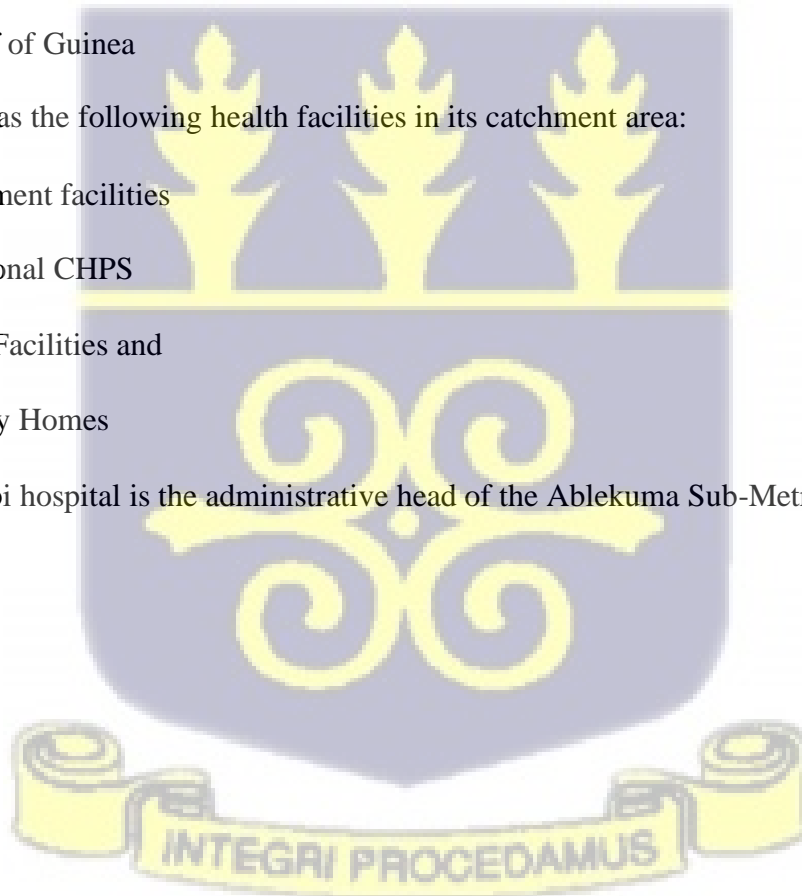 of Guinea
as the following health facilities in its catchment area:
ment facilities
onal CHPS
Facilities and
y Homes
hospital is the administrative head of the Ablekuma Sub-Metr
INTEGRI PROCEDAMUS